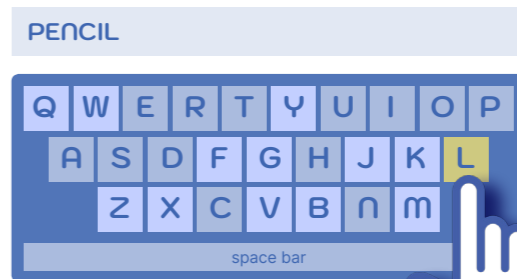 PENCIL
Q W E R T Y U I O P
A S D F G H J K L
Z X C V B N M
space bar